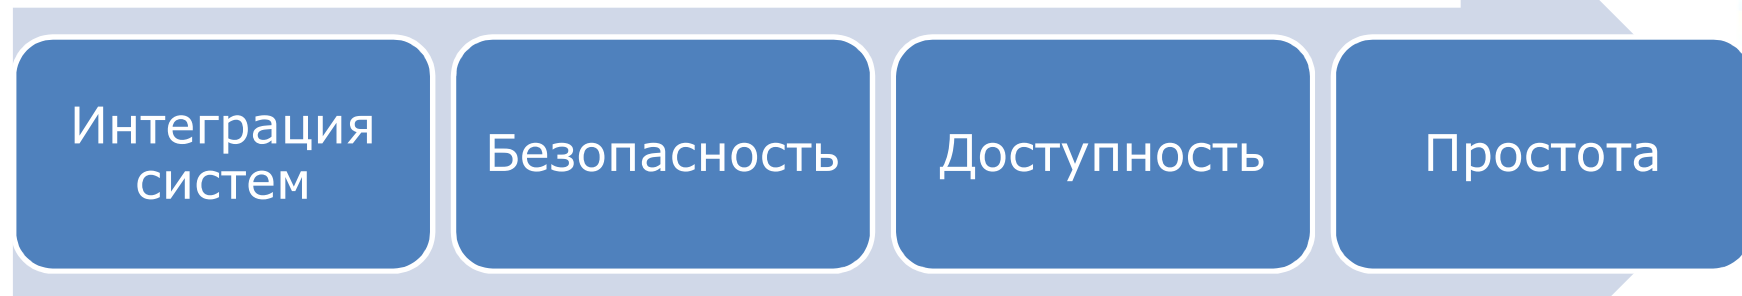 Интеграция
систем
Безопасность
Доступность
Простота